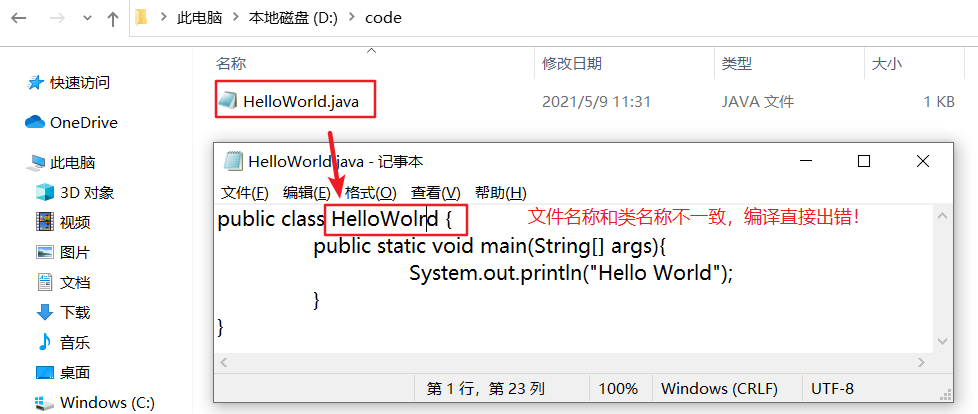 此电脑 > 本地磁盘 (D:) > code
名称 修改日期 类型 大小
快速访问
HelloWorld.java 2021/5/9 11:31 JAVA 文件 1 KB
OneDrive
此电脑
HelloWorld.java - 记事本
3D 对象
文件(F) 编辑(E) 格式(O) 查看(V) 帮助(H)
视频
public class HelloWolrd {
文件名称和类名称不一致，编译直接出错！
public static void main(String[] args){
图片
System.out.println("Hello World");
文档
}
下载
}
音乐
桌面
第 1 行，第 23 列 100% Windows (CRLF) UTF-8
Windows (C:)